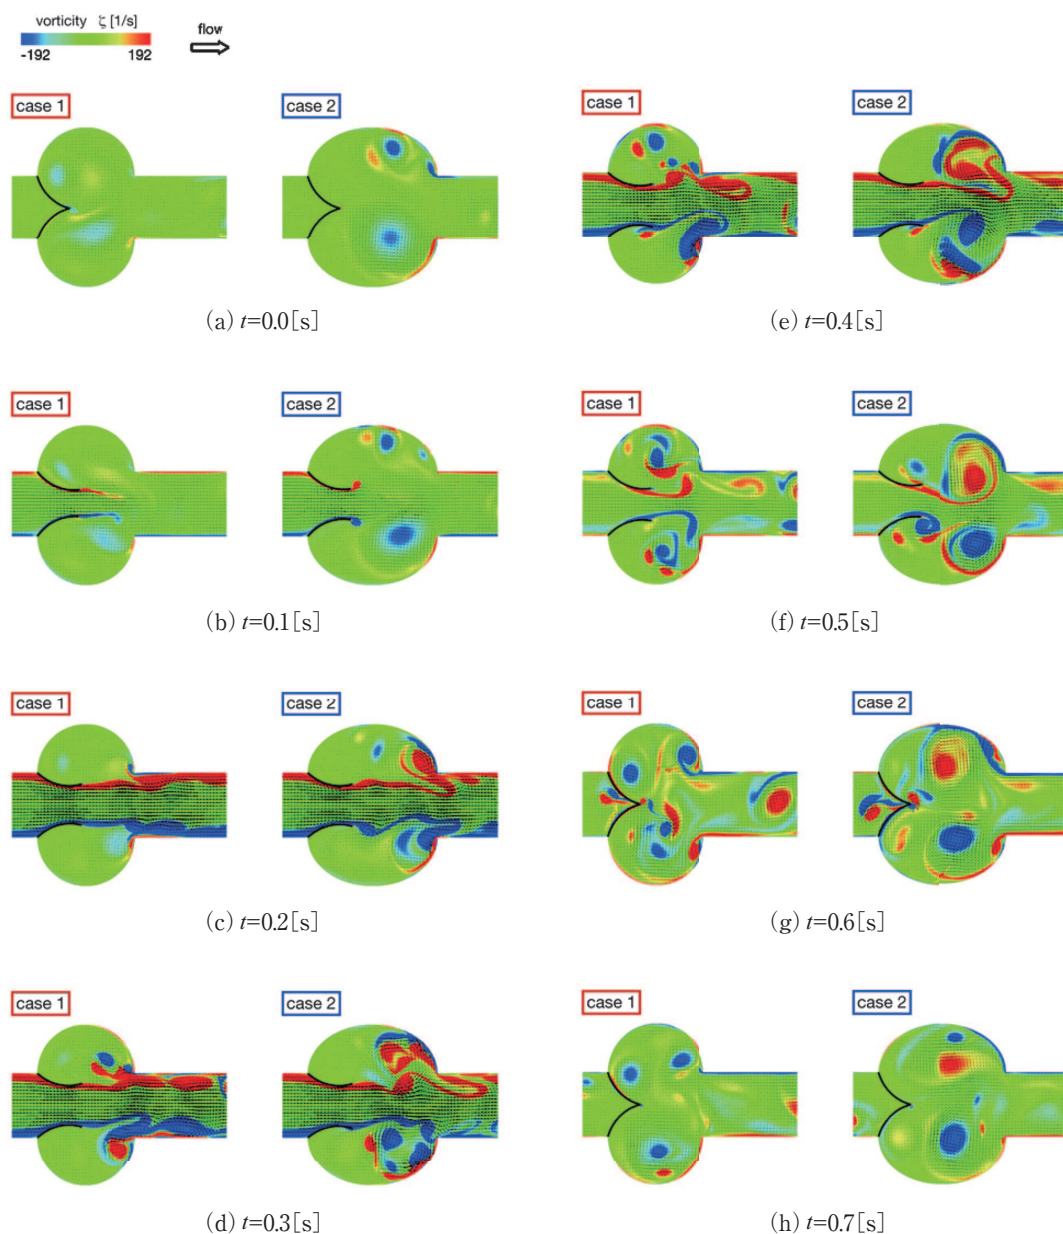 vorticity ζ [1/s]
-192 192
flow
case 1 case 2
(a) t=0.0[s]
case 1 case 2
(b) t=0.1[s]
case 1 case 2
(c) t=0.2[s]
case 1 case 2
(d) t=0.3[s]
case 1 case 2
(e) t=0.4[s]
case 1 case 2
(f) t=0.5[s]
case 1 case 2
(g) t=0.6[s]
case 1 case 2
(h) t=0.7[s]